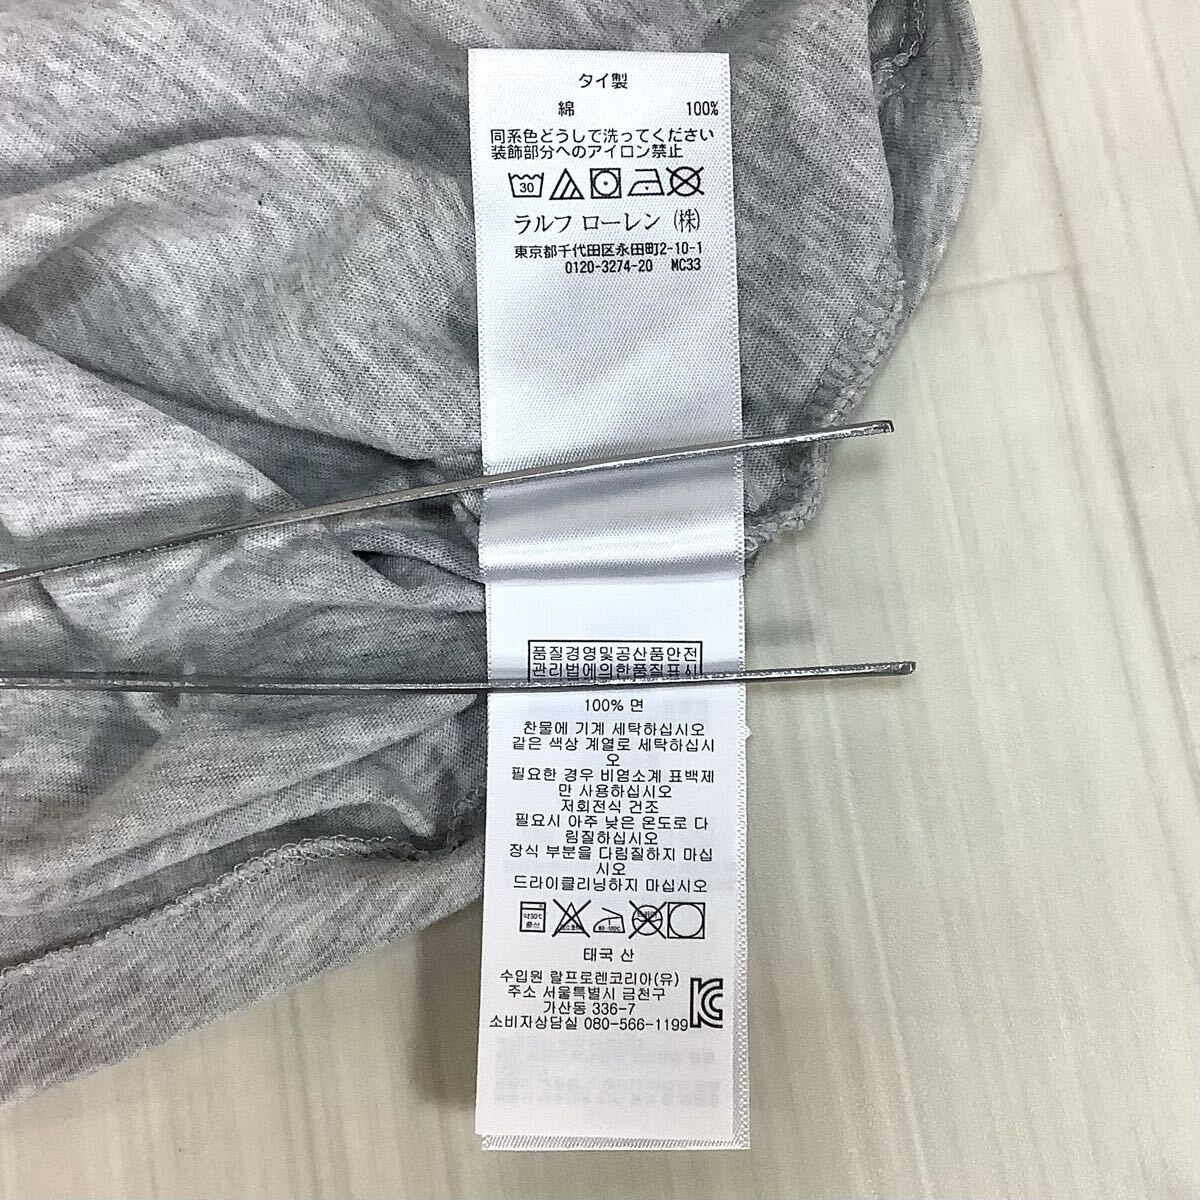 タイ製
綿 100%
同系色どうしで洗ってください
装飾部分へのアイロン禁止
30
ラルフ ローレン (株)
東京都千代田区永田町2-10-1
0120-3274-20 MC33
품질경영및공산품안전
관리법에의한품질표시
100% 면
찬물에 기계 세탁하십시오
같은 색상 계열로 세탁하십시
오
필요한 경우 비염소계 표백제
만 사용하십시오
저회전식 건조
필요시 아주 낮은 온도로 다
림질하십시오
장식 부분을 다림질하지 마십
시오
드라이클리닝하지 마십시오
약30℃
중성
태국 산
수입원 랄프로렌코리아(유)
주소 서울특별시 금천구
가산동 336-7
소비자상담실 080-566-1199